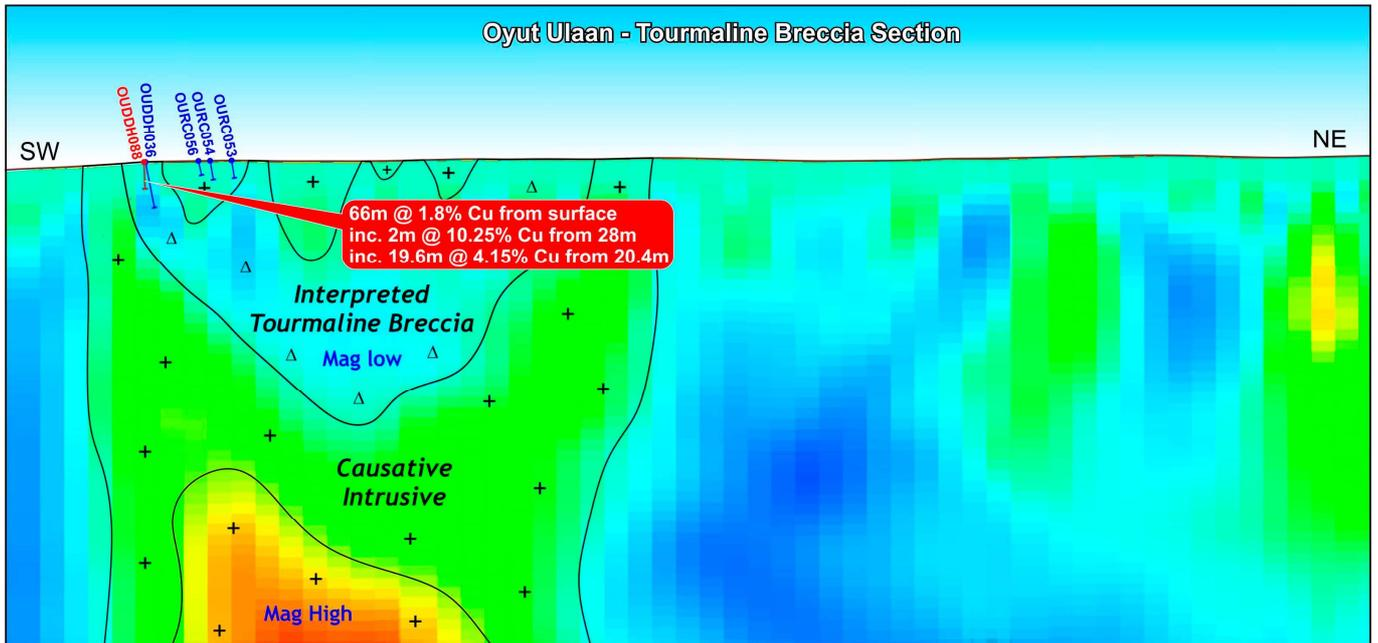 Oyut Ulaan - Tourmaline Breccia Section
SW
OUDDH088
OUDDH036
OURC056
OURC054
OURC053
NE
66m @ 1.8% Cu from surface
inc. 2m @ 10.25% Cu from 28m
inc. 19.6m @ 4.15% Cu from 20.4m
Interpreted
Tourmaline Breccia
Mag low
Causative
Intrusive
Mag High